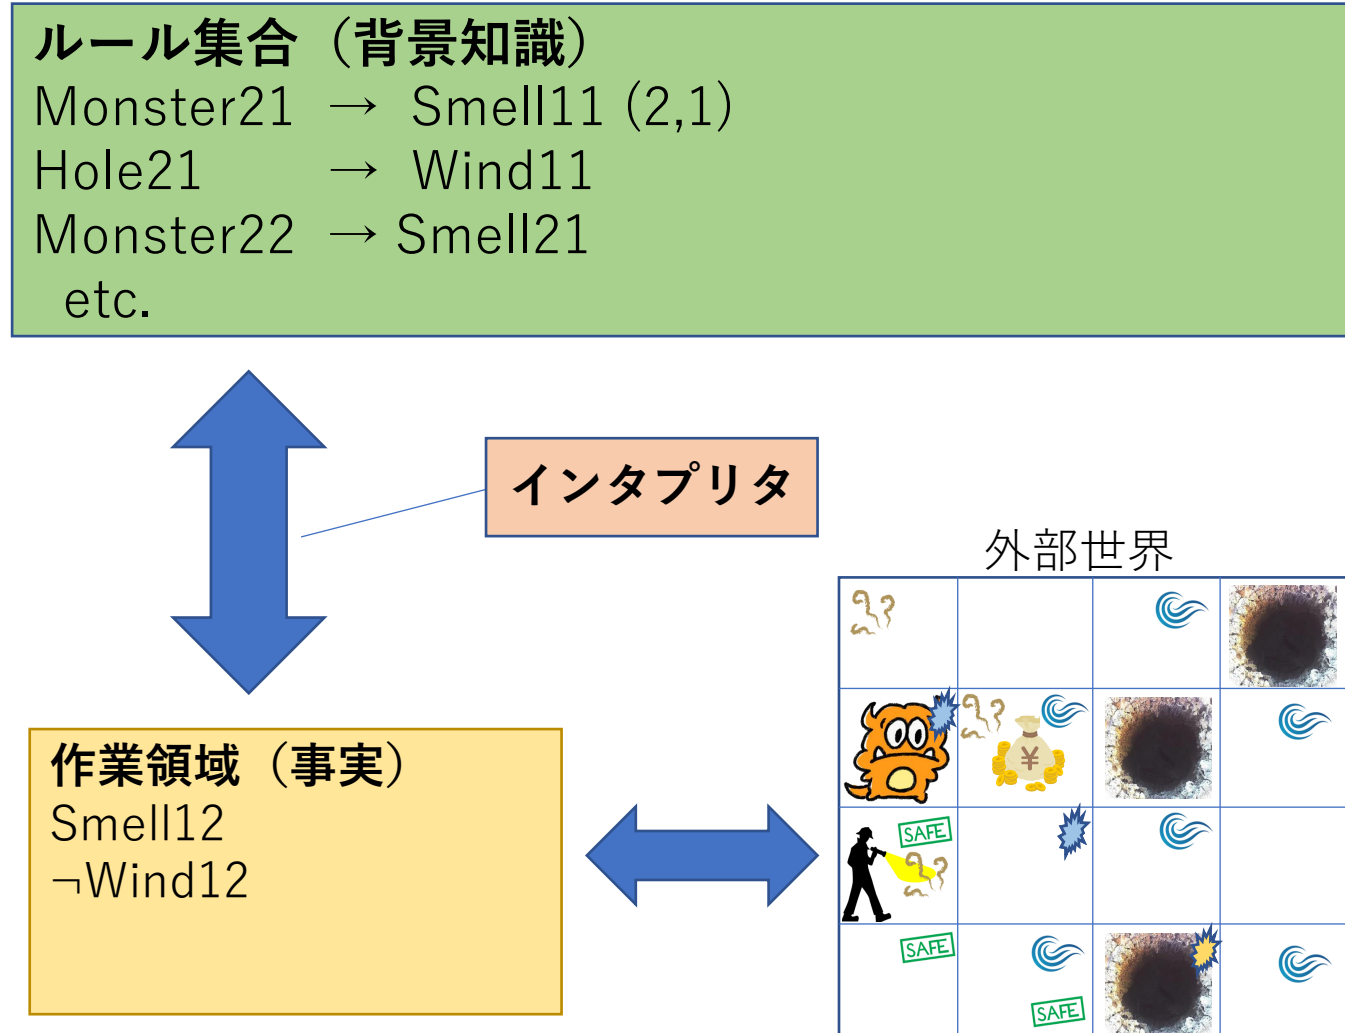 ルール集合（背景知識）
Monster21 → Smell11 (2,1)
Hole21 → Wind11
Monster22 → Smell21
etc.
インタプリタ
外部世界
作業領域（事実）
Smell12
¬Wind12
¥
SAFE
SAFE
SAFE